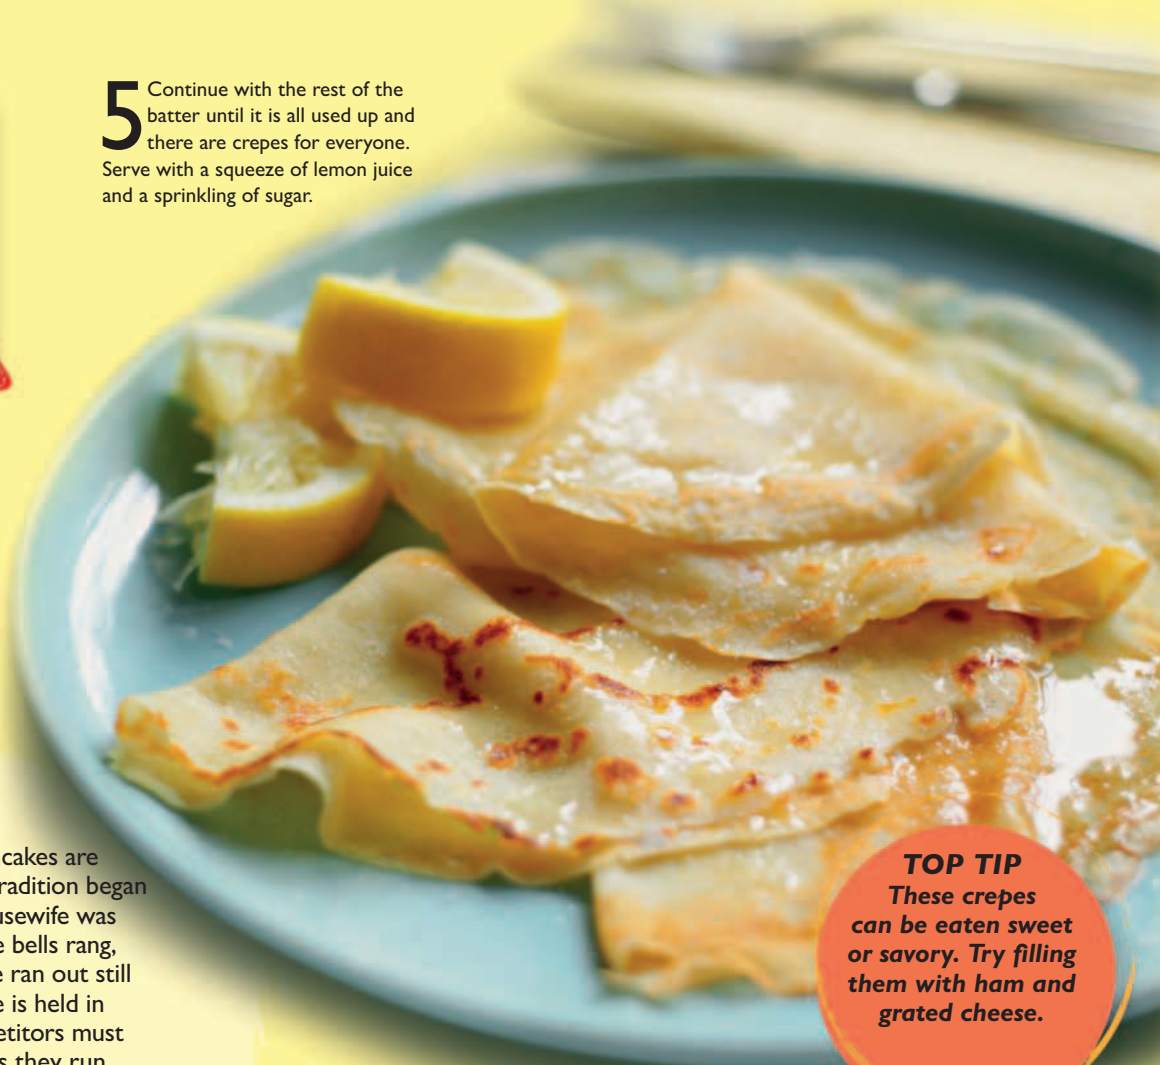 5 Continue with the rest of the
batter until it is all used up and
there are crepes for everyone.
Serve with a squeeze of lemon juice
and a sprinkling of sugar.
cakes are
radition began
usewife was
e bells rang,
e ran out still
e is held in
etitors must
s they run
TOP TIP
These crepes
can be eaten sweet
or savory. Try filling
them with ham and
grated cheese.